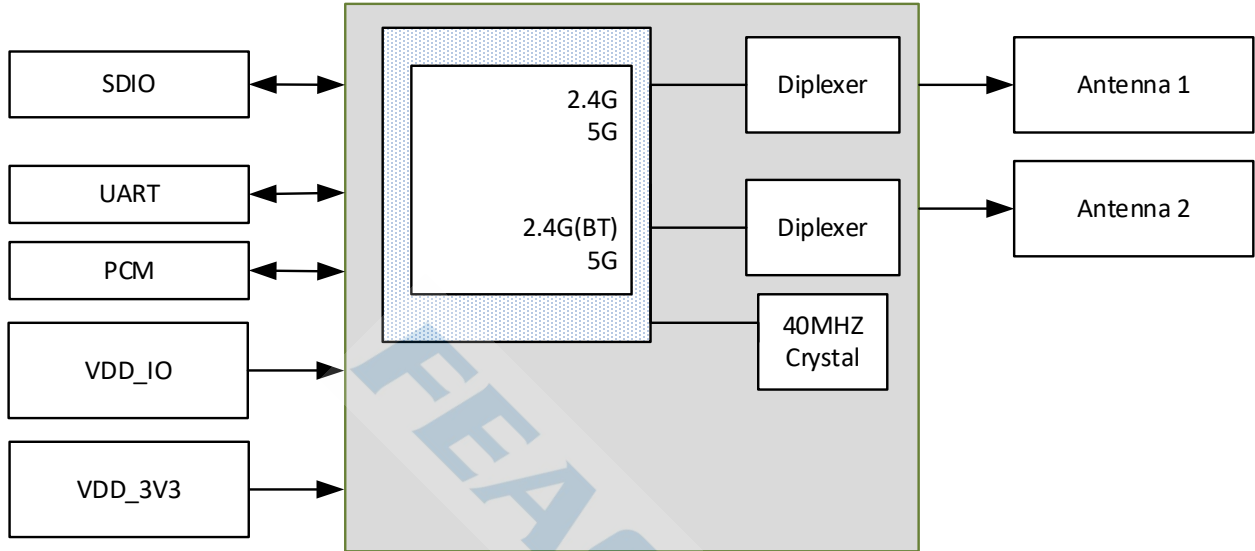 SDIO
UART
PCM
VDD_IO
VDD_3V3
2.4G
5G
2.4G(BT)
5G
Diplexer
Diplexer
40MHZ
Crystal
Antenna 1
Antenna 2